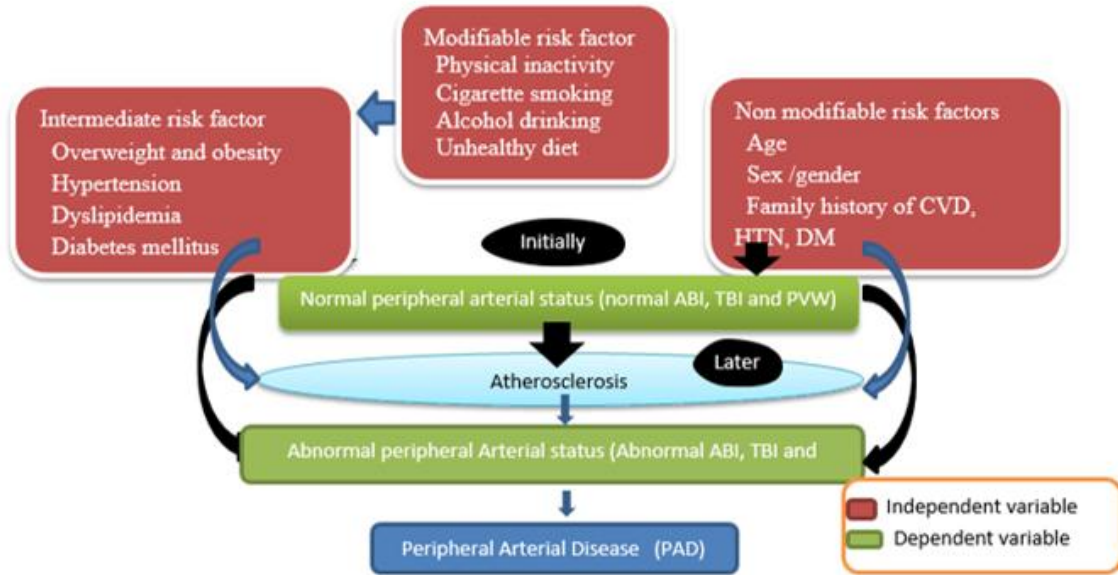 Modifiable risk factor
Physical inactivity
Cigarette smoking
Alcohol drinking
Unhealthy diet
Intermediate risk factor
Overweight and obesity
Hypertension
Dyslipidemia
Diabetes mellitus
Non modifiable risk factors
Age
Sex /gender
Family history of CVD,
HTN, DM
Initially
Normal peripheral arterial status (normal ABI, TBI and PVW)
Later
Atherosclerosis
Abnormal peripheral Arterial status (Abnormal ABI, TBI and
Peripheral Arterial Disease (PAD)
Independent variable
Dependent variable